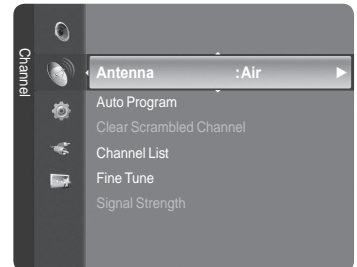 Channel
Antenna :Air
Auto Program
Clear Scrambled Channel
Channel List
Fine Tune
Signal Strength